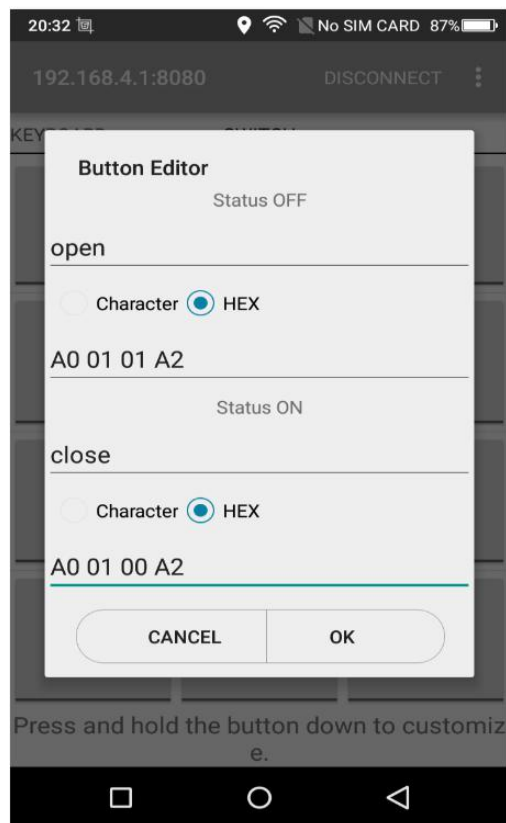 20:32 No SIM CARD 87%
192.168.4.1:8080 DISCONNECT
Button Editor
Status OFF
open
Character HEX
A0 01 01 A2
Status ON
close
Character HEX
A0 01 00 A2
CANCEL OK
Press and hold the button down to customiz
e.